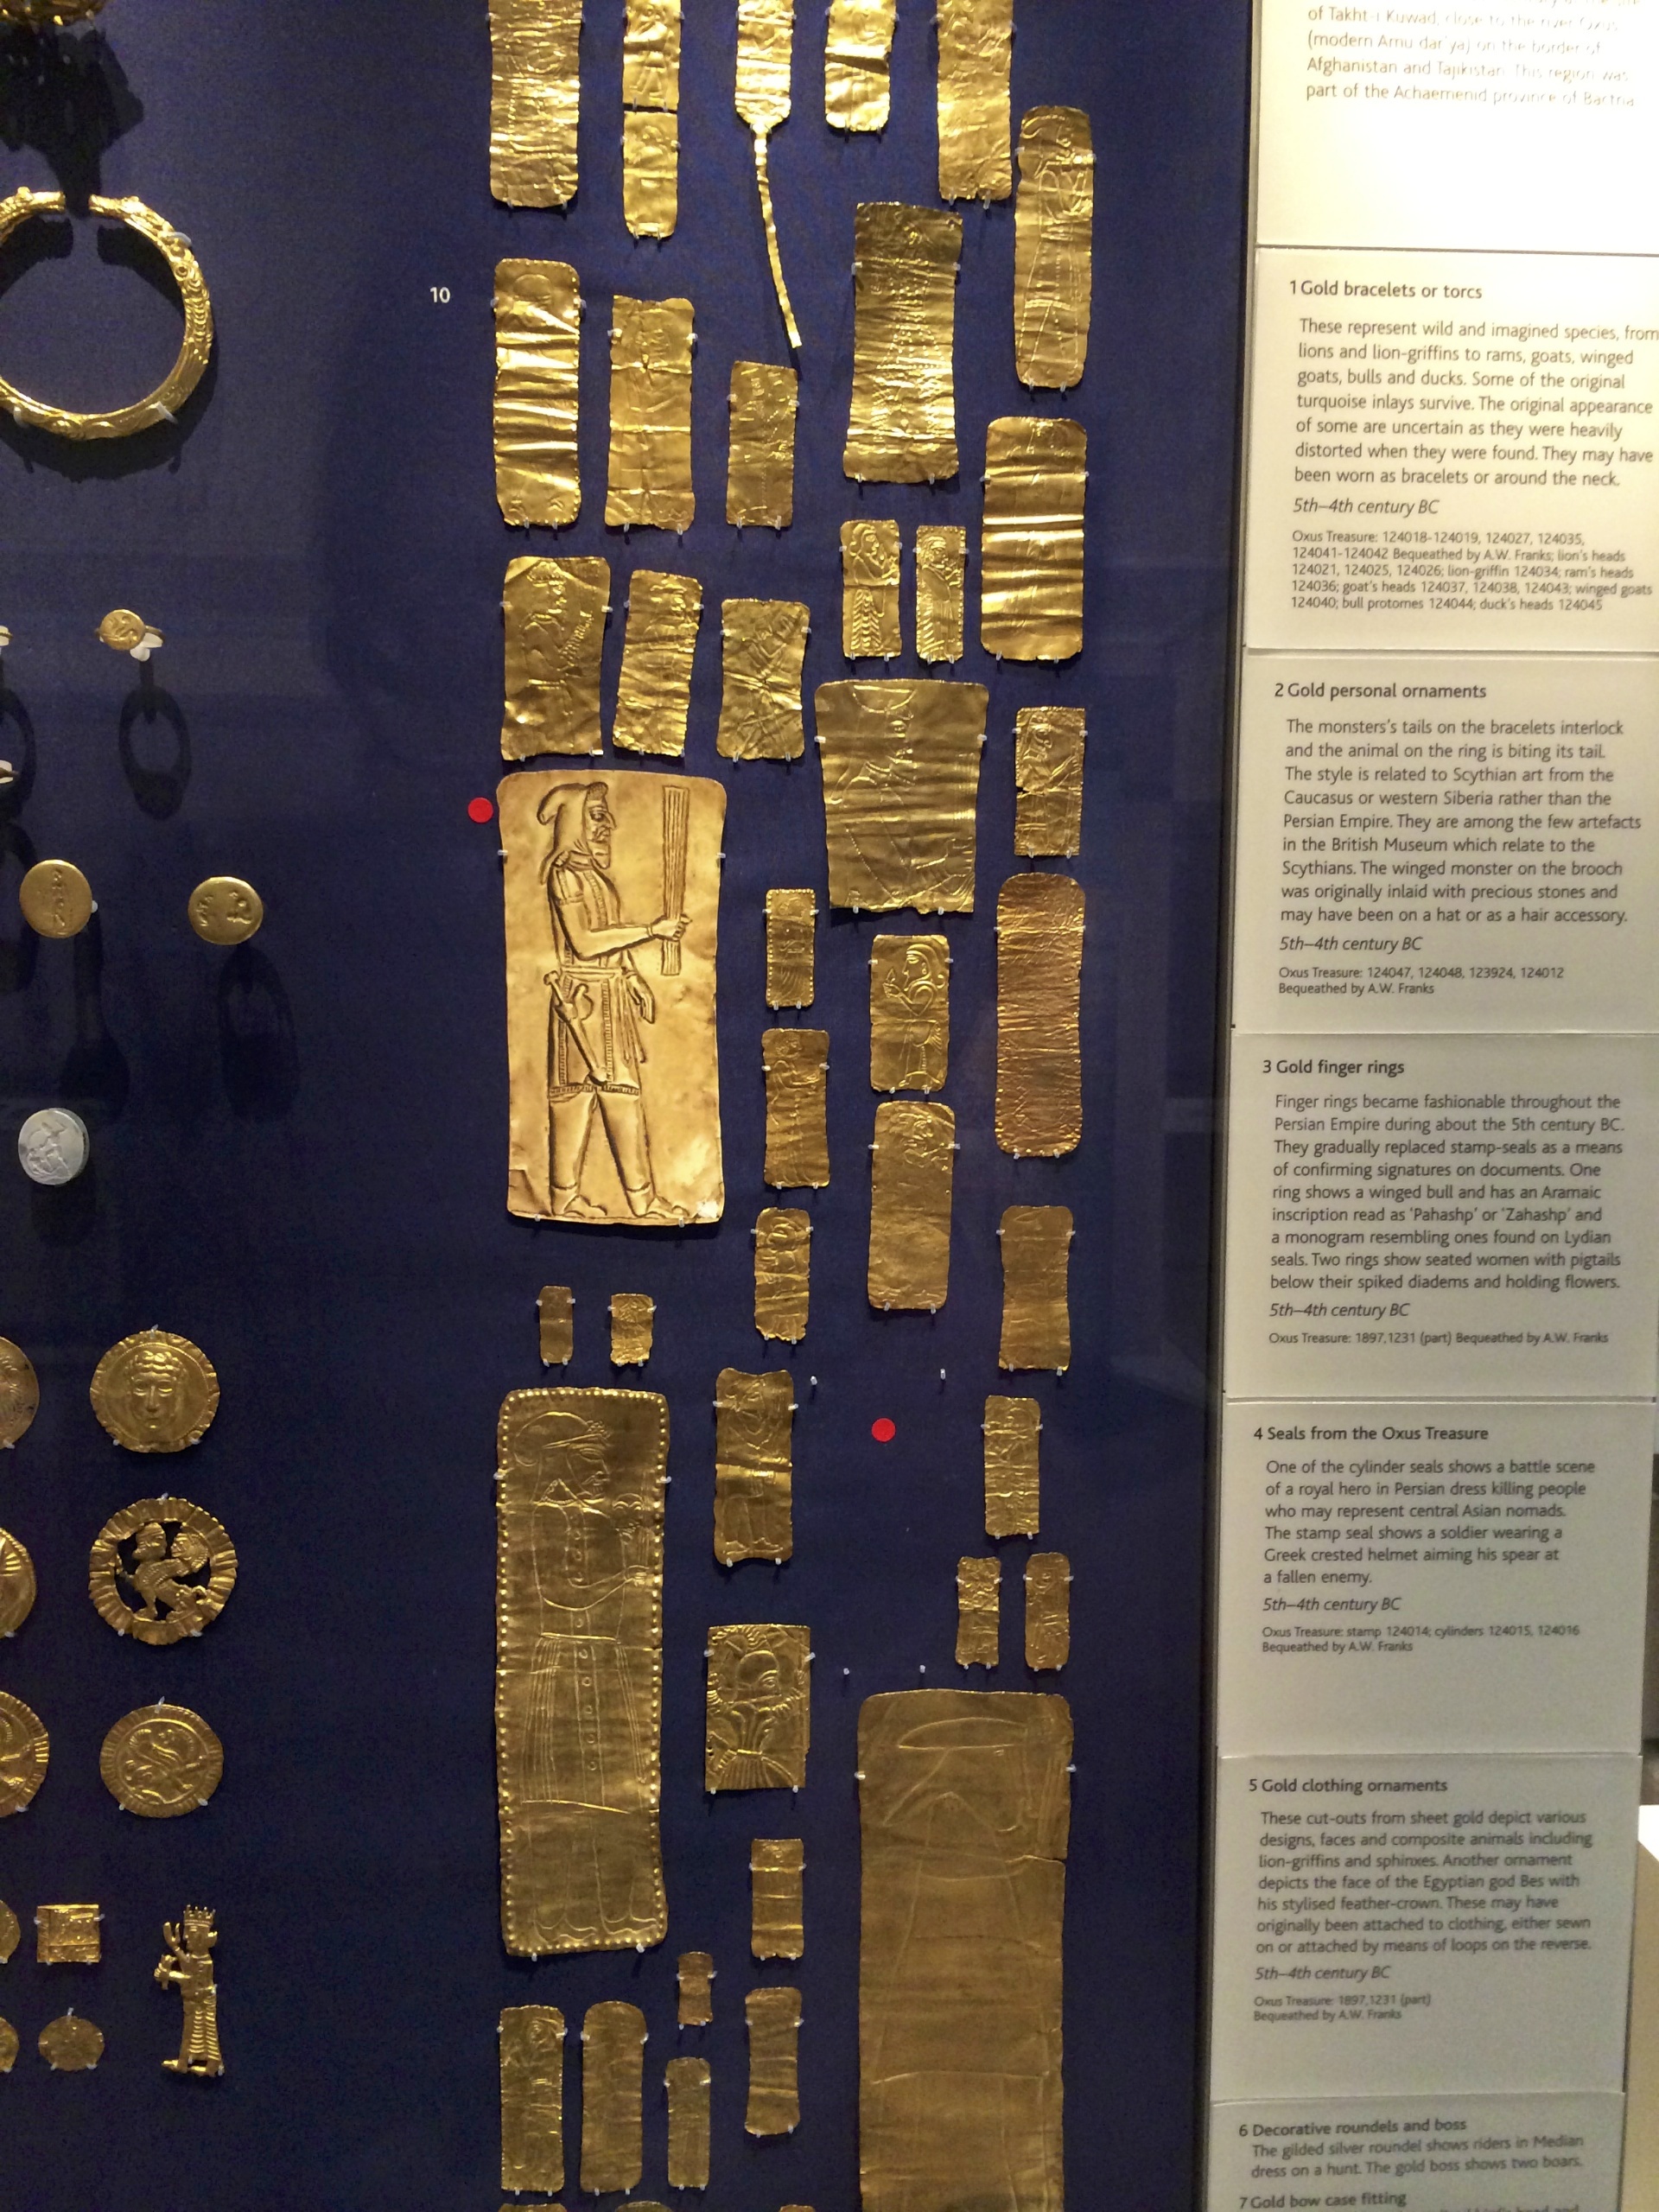 10
of Takht-i Kuwad, close to the river Oxus
(modern Amu dar'ya) on the border of
Afghanistan and Tajikistan. This region was
part of the Achaemenid province of Bactria
1 Gold bracelets or torcs
These represent wild and imagined species, from
lions and lion-griffins to rams, goats, winged
goats, bulls and ducks. Some of the original
turquoise inlays survive. The original appearance
of some are uncertain as they were heavily
distorted when they were found. They may have
been worn as bracelets or around the neck.
5th–4th century BC
Oxus Treasure: 124018-124019, 124027, 124035,
124041-124042 Bequeathed by A.W. Franks; lion's heads
124021, 124025, 124026; lion-griffin 124034; ram's heads
124036; goat's heads 124037, 124038, 124043; winged goats
124040; bull protomes 124044; duck's heads 124045
2 Gold personal ornaments
The monsters's tails on the bracelets interlock
and the animal on the ring is biting its tail.
The style is related to Scythian art from the
Caucasus or western Siberia rather than the
Persian Empire. They are among the few artefacts
in the British Museum which relate to the
Scythians. The winged monster on the brooch
was originally inlaid with precious stones and
may have been on a hat or as a hair accessory.
5th–4th century BC
Oxus Treasure: 124047, 124048, 123924, 124012
Bequeathed by A.W. Franks
3 Gold finger rings
Finger rings became fashionable throughout the
Persian Empire during about the 5th century BC.
They gradually replaced stamp-seals as a means
of confirming signatures on documents. One
ring shows a winged bull and has an Aramaic
inscription read as 'Pahashp' or 'Zahashp' and
a monogram resembling ones found on Lydian
seals. Two rings show seated women with pigtails
below their spiked diadems and holding flowers.
5th–4th century BC
Oxus Treasure: 1897,1231 (part) Bequeathed by A.W. Franks
4 Seals from the Oxus Treasure
One of the cylinder seals shows a battle scene
of a royal hero in Persian dress killing people
who may represent central Asian nomads.
The stamp seal shows a soldier wearing a
Greek crested helmet aiming his spear at
a fallen enemy.
5th–4th century BC
Oxus Treasure: stamp 124014; cylinders 124015, 124016
Bequeathed by A.W. Franks
5 Gold clothing ornaments
These cut-outs from sheet gold depict various
designs, faces and composite animals including
lion-griffins and sphinxes. Another ornament
depicts the face of the Egyptian god Bes with
his stylised feather-crown. These may have
originally been attached to clothing, either sewn
on or attached by means of loops on the reverse.
5th–4th century BC
Oxus Treasure: 1897,1231 (part)
Bequeathed by A.W. Franks
6 Decorative roundels and boss
The gilded silver roundel shows riders in Median
dress on a hunt. The gold boss shows two boars.
7 Gold bow case fitting